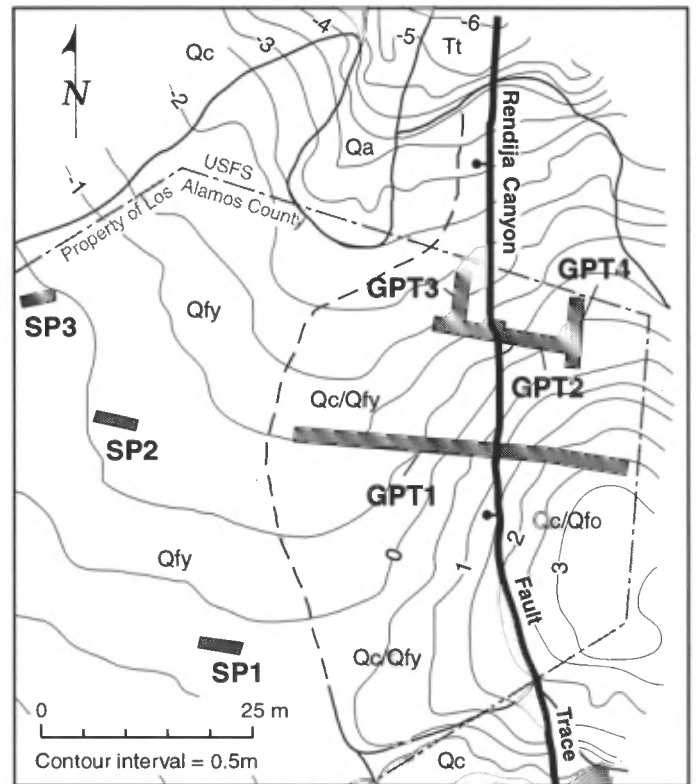 -6
-5
-4
-3
Tt
Qc
N
-2
Qa
Rendija Canyon
USFS
-1
Property of Los Alamos County
GPT4
GPT3
Qfy
SP3
GPT2
Qc/Qfy
SP2
GPT1
Qc/Qfo
2
0
Qfy
1
3
Fault
Qc/Qfy
SP1
0 25 m
Trace
Contour interval = 0.5m
Qc